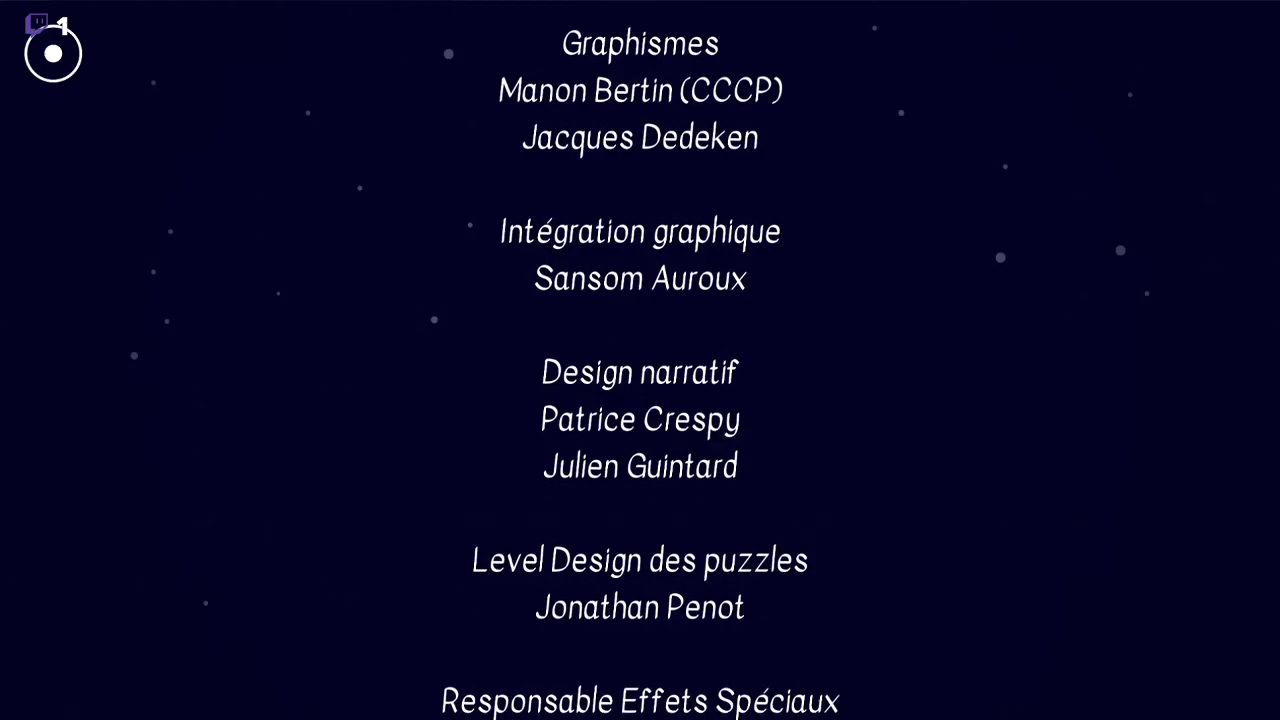 1
Graphismes
Manon Bertin (CCCP)
Jacques Dedeken
Intégration graphique
Sansom Auroux
Design narratif
Patrice Crespy
Julien Guintard
Level Design des puzzles
Jonathan Penot
Responsable Effets Spéciaux